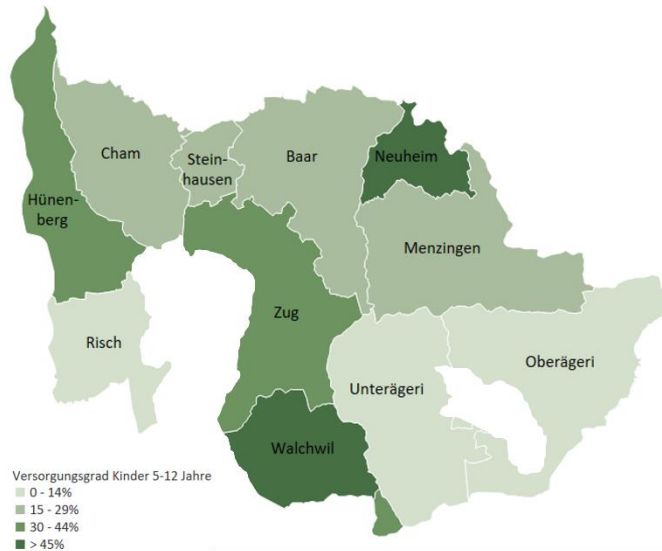 Cham
Stein-
hausen
Baar
Neuheim
Hünen-
berg
Menzingen
Zug
Risch
Unterägeri
Oberägeri
Walchwil
Versorgungsgrad Kinder 5-12 Jahre
0 - 14%
15 - 29%
30 - 44%
> 45%